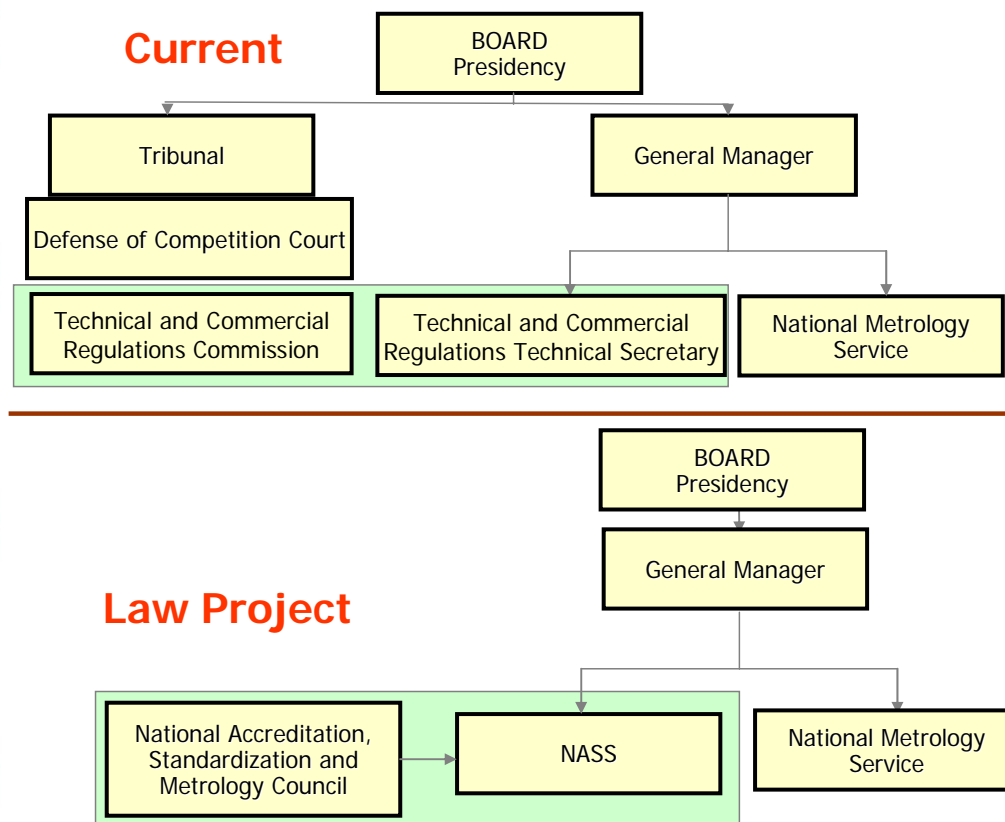 Current
BOARD
Presidency
Tribunal
General Manager
Defense of Competition Court
Technical and Commercial
Regulations Commission
Technical and Commercial
Regulations Technical Secretary
National Metrology
Service
BOARD
Presidency
General Manager
Law Project
National Accreditation,
Standardization and
Metrology Council
NASS
National Metrology
Service